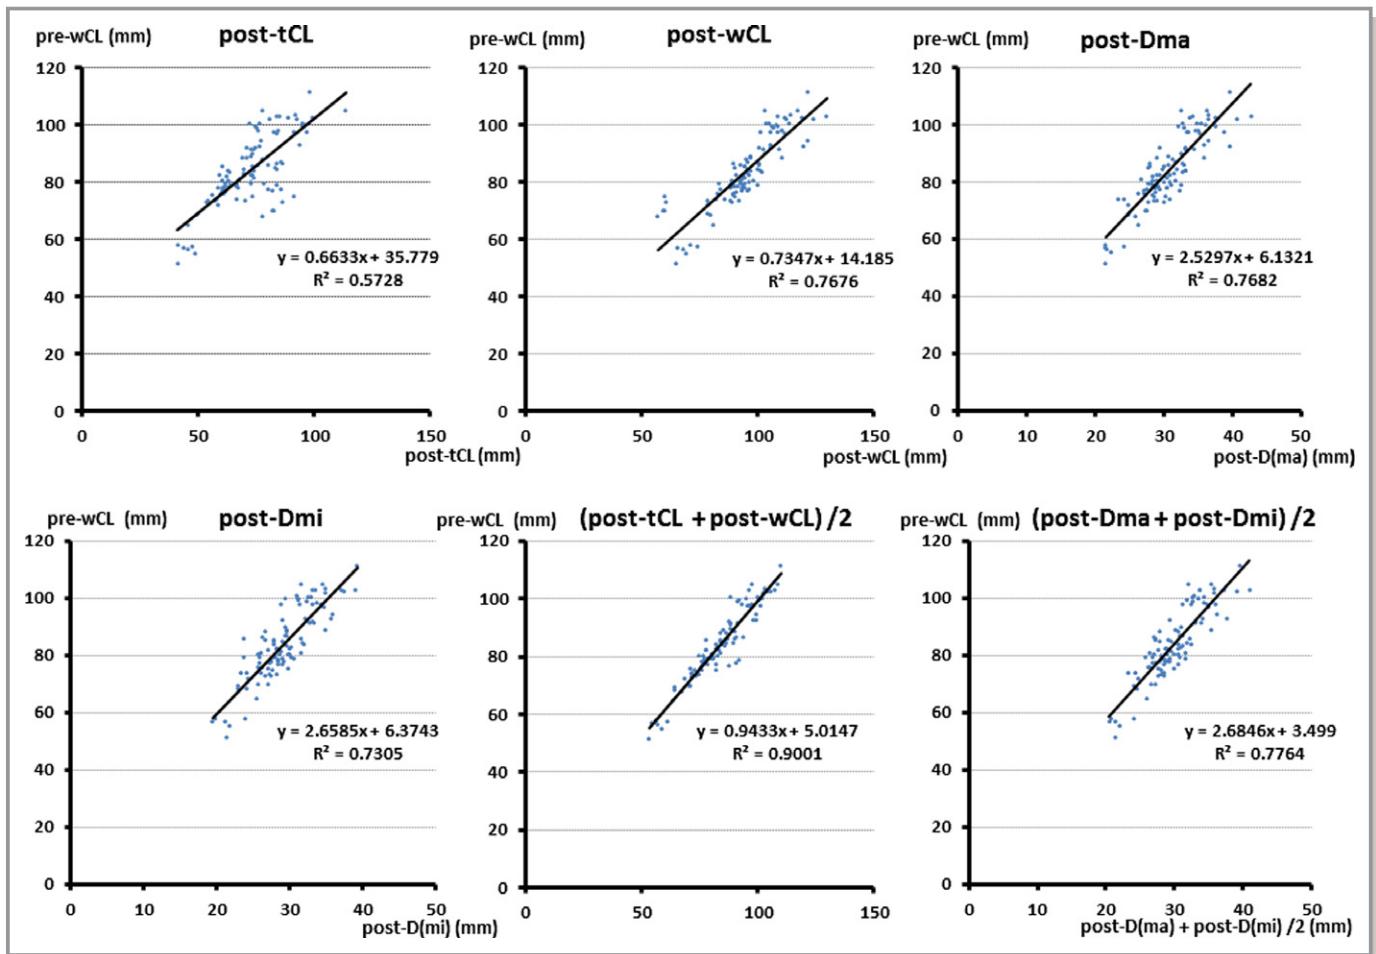 pre-wCL (mm) post-tCL
120
100
80
60
40
20
0
y = 0.6633x + 35.779
R² = 0.5728
0 50 100 150
post-tCL (mm)
pre-wCL (mm) post-wCL
120
100
80
60
40
20
0
y = 0.7347x + 14.185
R² = 0.7676
0 50 100 150
post-wCL (mm)
pre-wCL (mm) post-Dma
120
100
80
60
40
20
0
y = 2.5297x + 6.1321
R² = 0.7682
0 10 20 30 40 50
post-D(ma) (mm)
pre-wCL (mm) post-Dmi
120
100
80
60
40
20
0
y = 2.6585x + 6.3743
R² = 0.7305
0 10 20 30 40 50
post-D(mi) (mm)
pre-wCL (mm) (post-tCL + post-wCL) /2
120
100
80
60
40
20
0
y = 0.9433x + 5.0147
R² = 0.9001
0 50 100 150
pre-wCL (mm) (post-Dma + post-Dmi) /2
120
100
80
60
40
20
0
y = 2.6846x + 3.499
R² = 0.7764
0 10 20 30 40 50
post-D(ma) + post-D(mi) /2 (mm)